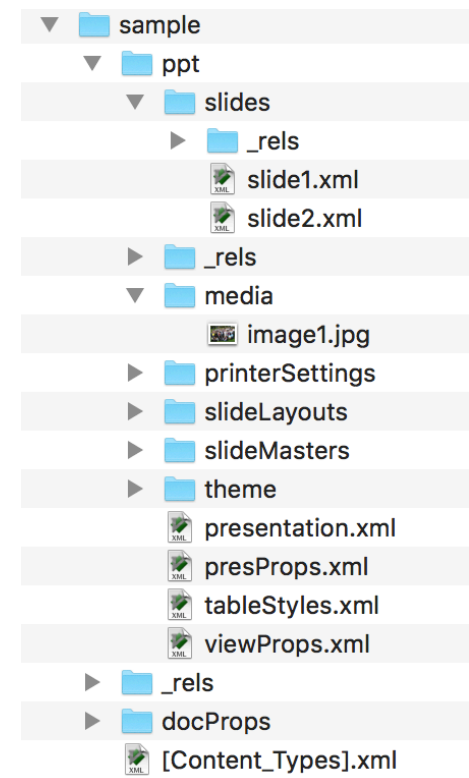 sample
ppt
slides
_rels
slide1.xml
slide2.xml
_rels
media
image1.jpg
printerSettings
slideLayouts
slideMasters
theme
presentation.xml
presProps.xml
tableStyles.xml
viewProps.xml
_rels
docProps
[Content_Types].xml